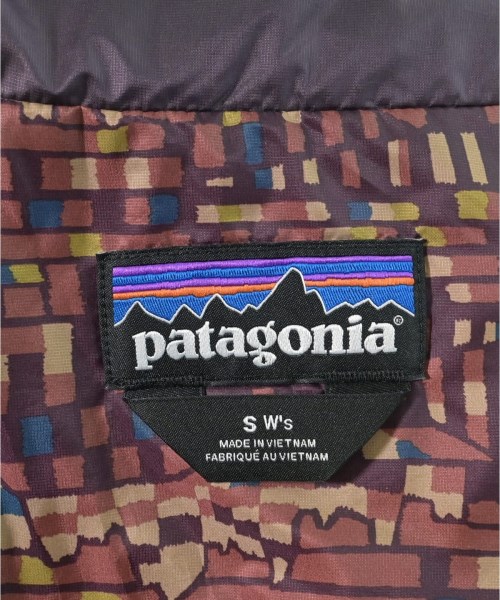 patagonia®
S W's
MADE IN VIETNAM
FABRIQUÉ AU VIETNAM